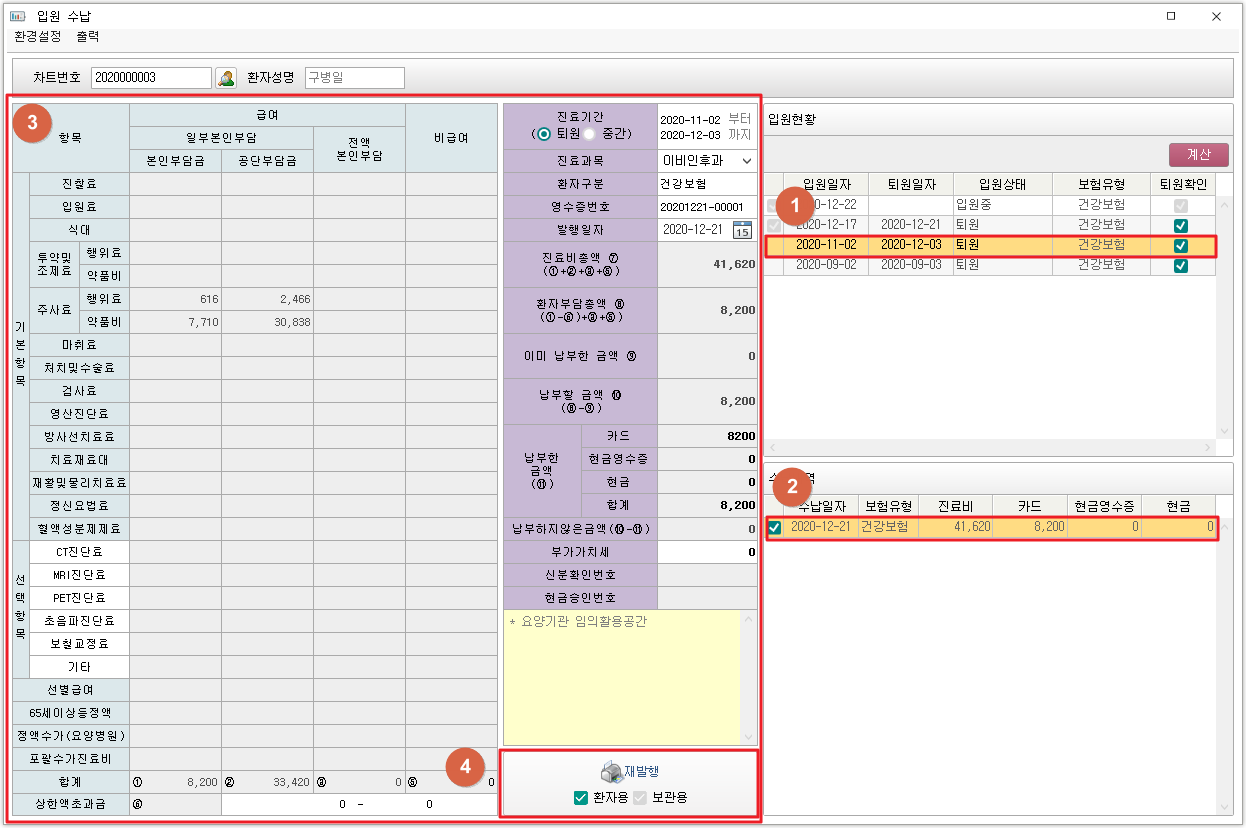 입원 수납
환경설정 출력
차트번호 2020000003 환자성명 구병일
3
항목 급여 비급여
일부본인부담 전액
본인부담
본인부담금 공단부담금
기본항목
진찰료
입원료
식대
투약및
조제료
행위료
약품비
주사료
행위료 616 2,466
약품비 7,710 30,838
마취료
처치및수술료
검사료
영상진단료
방사선치료료
치료재료대
재활및물리치료료
정신요법료
혈액성분제제료
선택항목
CT진단료
MRI진단료
PET진단료
초음파진단료
보철교정료
기타
선별급여
65세이상등정액
정액수가(요양병원)
포괄수가진료비
합계 ① 8,200 ② 33,420 ③ 0 ⑤ 0
상한액초과금 ⑥ 0 - 0
진료기간
( 퇴원 중간)
2020-11-02 부터
2020-12-03 까지
진료과목 이비인후과
환자구분 건강보험
영수증번호 20201221-00001
발행일자 2020-12-21 15
진료비총액 ⑦
(①+②+③+⑤) 41,620
환자부담총액 ⑧
(①-⑥)+③+⑤) 8,200
이미 납부한 금액 ⑨ 0
납부할 금액 ⑩
(⑧-⑨) 8,200
납부한
금액
(⑪)
카드 8200
현금영수증 0
현금 0
합계 8,200
납부하지않은금액(⑩-⑪) 0
부가가치세 0
신분확인번호
현금승인번호
* 요양기관 임의활용공간
4
재발행
환자용 보관용
입원현황
계산
1
입원일자 퇴원일자 입원상태 보험유형 퇴원확인
20-12-22 입원중 건강보험
2020-12-17 2020-12-21 퇴원 건강보험
2020-11-02 2020-12-03 퇴원 건강보험
2020-09-02 2020-09-03 퇴원 건강보험
2
수납일자 보험유형 진료비 카드 현금영수증 현금
2020-12-21 건강보험 41,620 8,200 0 0